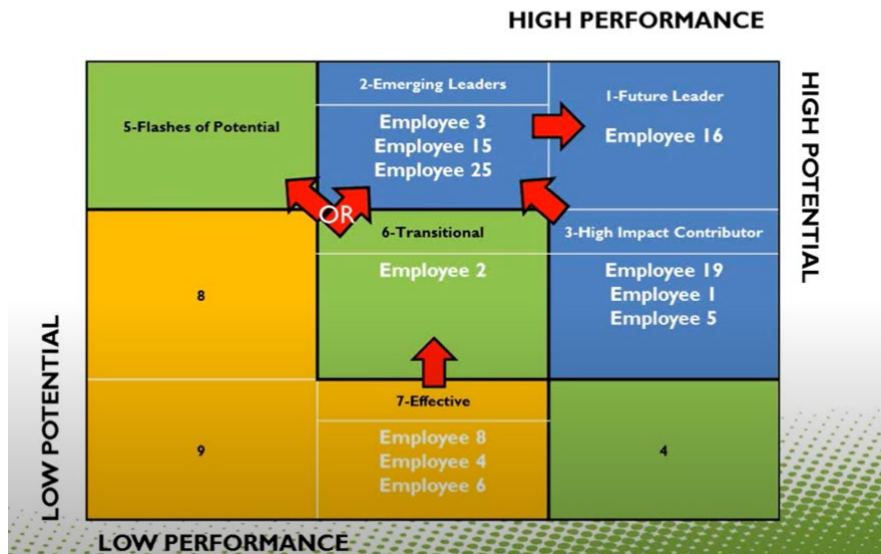 HIGH PERFORMANCE
2-Emerging Leaders
1-Future Leader
5-Flashes of Potential
Employee 3
Employee 15
Employee 25
Employee 16
HIGH POTENTIAL
OR
6-Transitional
3-High Impact Contributor
Employee 2
Employee 19
Employee 1
Employee 5
8
LOW POTENTIAL
7-Effective
Employee 8
Employee 4
Employee 6
9
4
LOW PERFORMANCE